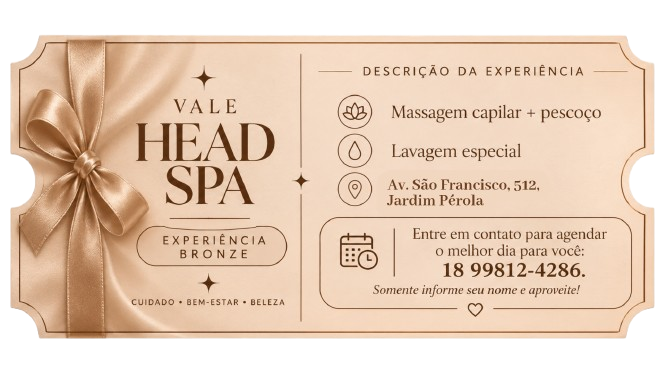 VALE
HEAD
SPA
EXPERIÊNCIA
BRONZE
CUIDADO • BEM-ESTAR • BELEZA
DESCRIÇÃO DA EXPERIÊNCIA
Massagem capilar + pescoço
Lavagem especial
Av. São Francisco, 512,
Jardim Pérola
Entre em contato para agendar
o melhor dia para você:
18 99812-4286.
Somente informe seu nome e aproveite!